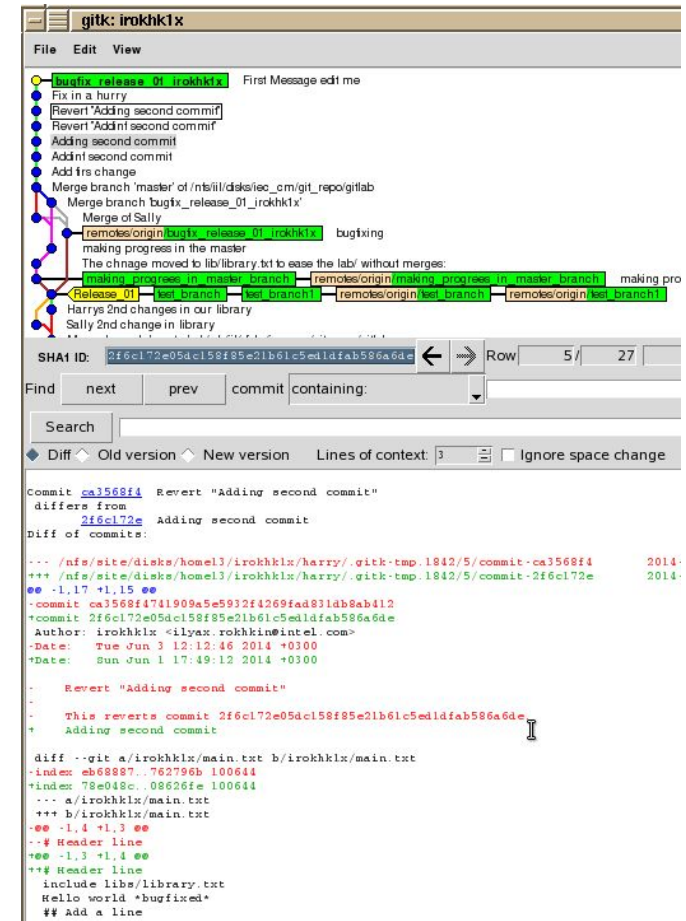 gitk: irokhk1x
File Edit View
bugfix_release_01_irokhk1x First Message edit me
Fix in a hurry
Revert "Adding second commit"
Revert "Addint second commit"
Adding second commit
Addint second commit
Add firs change
Merge branch 'master' of /nfs/iil/disks/iec_cm/git_repo/gitlab
Merge branch 'bugfix_release_01_irokhk1x'
Merge of Sally
remotes/origin/bugfix_release_01_irokhk1x bugfixing
making progress in the master
The chnage moved to lib/library.txt to ease the lab/ without merges:
making_progrees_in_master_branch remotes/origin/making_progrees_in_master_branch making pro
Release_01 test_branch test_branch1 remotes/origin/test_branch remotes/origin/test_branch1
Harrys 2nd changes in our library
Sally 2nd change in library
SHA1 ID: 2f6c172e05dc158f85e21b61c5ed1dfab586a6de Row 5/ 27
Find next prev commit containing:
Search
Diff Old version New version Lines of context: 3 Ignore space change
Commit ca3568f4 Revert "Adding second commit"
differs from
2f6c172e Adding second commit
Diff of commits:
--- /nfs/site/disks/home13/irokhk1x/harry/.gitk-tmp.1842/5/commit-ca3568f4 2014-
+++ /nfs/site/disks/home13/irokhk1x/harry/.gitk-tmp.1842/5/commit-2f6c172e 2014-
@@ -1,17 +1,15 @@
-commit ca3568f4741909a5e5932f4269fad831db8ab412
+commit 2f6c172e05dc158f85e21b61c5ed1dfab586a6de
Author: irokhk1x <ilyax.rokhkin@intel.com>
-Date: Tue Jun 3 12:12:46 2014 +0300
+Date: Sun Jun 1 17:49:12 2014 +0300
- Revert "Adding second commit"
-
- This reverts commit 2f6c172e05dc158f85e21b61c5ed1dfab586a6de.
+ Adding second commit
diff --git a/irokhk1x/main.txt b/irokhk1x/main.txt
-index eb68887..762796b 100644
+index 78e048c..08626fe 100644
--- a/irokhk1x/main.txt
+++ b/irokhk1x/main.txt
-@@ -1,4 +1,3 @@
--# Header line
+@@ -1,3 +1,4 @@
++# Header line
include libs/library.txt
Hello world *bugfixed*
## Add a line